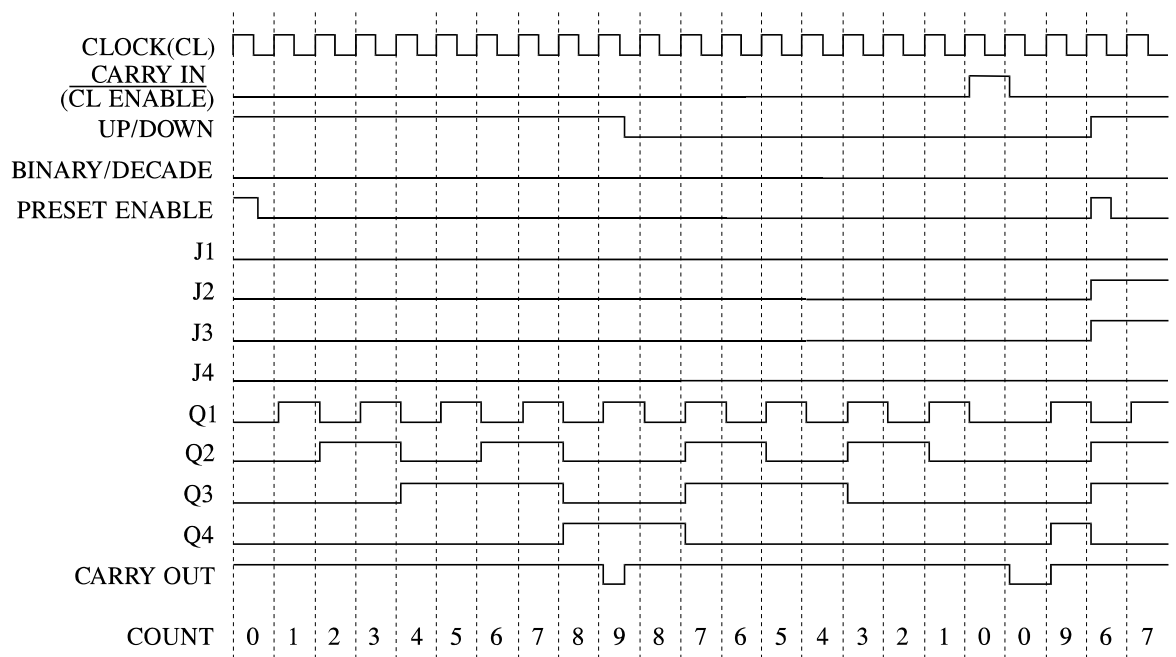 CLOCK(CL)
CARRY IN
(CL ENABLE)
UP/DOWN
BINARY/DECADE
PRESET ENABLE
J1
J2
J3
J4
Q1
Q2
Q3
Q4
CARRY OUT
COUNT 0 1 2 3 4 5 6 7 8 9 8 7 6 5 4 3 2 1 0 0 9 6 7